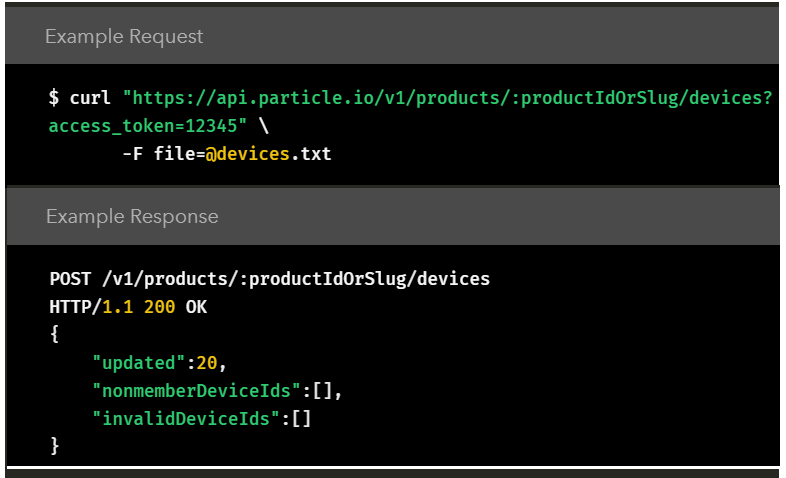 Example Request
$ curl "https://api.particle.io/v1/products/:productIdOrSlug/devices?
access_token=12345" \
-F file=@devices.txt
Example Response
POST /v1/products/:productIdOrSlug/devices
HTTP/1.1 200 OK
{
"updated":20,
"nonmemberDeviceIds":[],
"invalidDeviceIds":[]
}